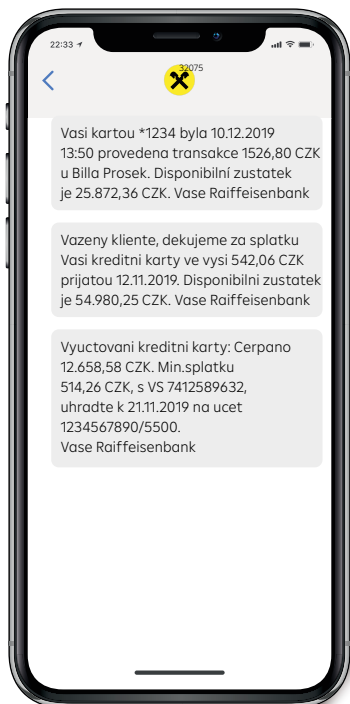 22:33
32075
Vasi kartou *1234 byla 10.12.2019
13:50 provedena transakce 1526,80 CZK
u Billa Prosek. Disponibilní zustatek
je 25.872,36 CZK. Vase Raiffeisenbank
Vazeny kliente, dekujeme za splatku
Vasi kreditni karty ve vysi 542,06 CZK
prijatou 12.11.2019. Disponibilni zustatek
je 54.980,25 CZK. Vase Raiffeisenbank
Vyuctovani kreditni karty: Cerpano
12.658,58 CZK. Min.splatku
514,26 CZK, s VS 7412589632,
uhradte k 21.11.2019 na ucet
1234567890/5500.
Vase Raiffeisenbank